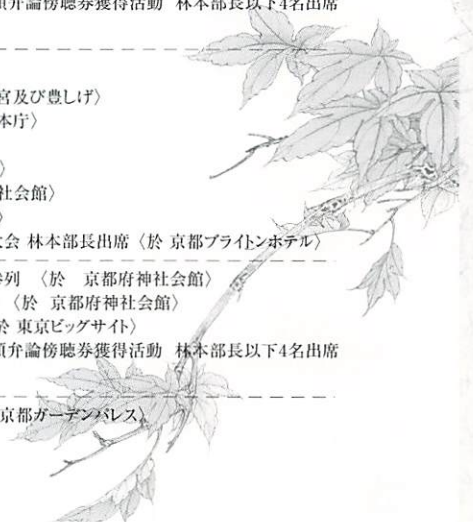 頭弁論傍聴券獲得活動 林本部長以下4名出席
宮及び豊しげ〉
本庁〉
〉
社会館〉
〉
大会 林本部長出席〈於 京都ブライトンホテル〉
参列 〈於 京都府神社会館〉
〈於 京都府神社会館〉
於 東京ビッグサイト〉
頭弁論傍聴券獲得活動 林本部長以下4名出席
京都ガーデンパレス〉